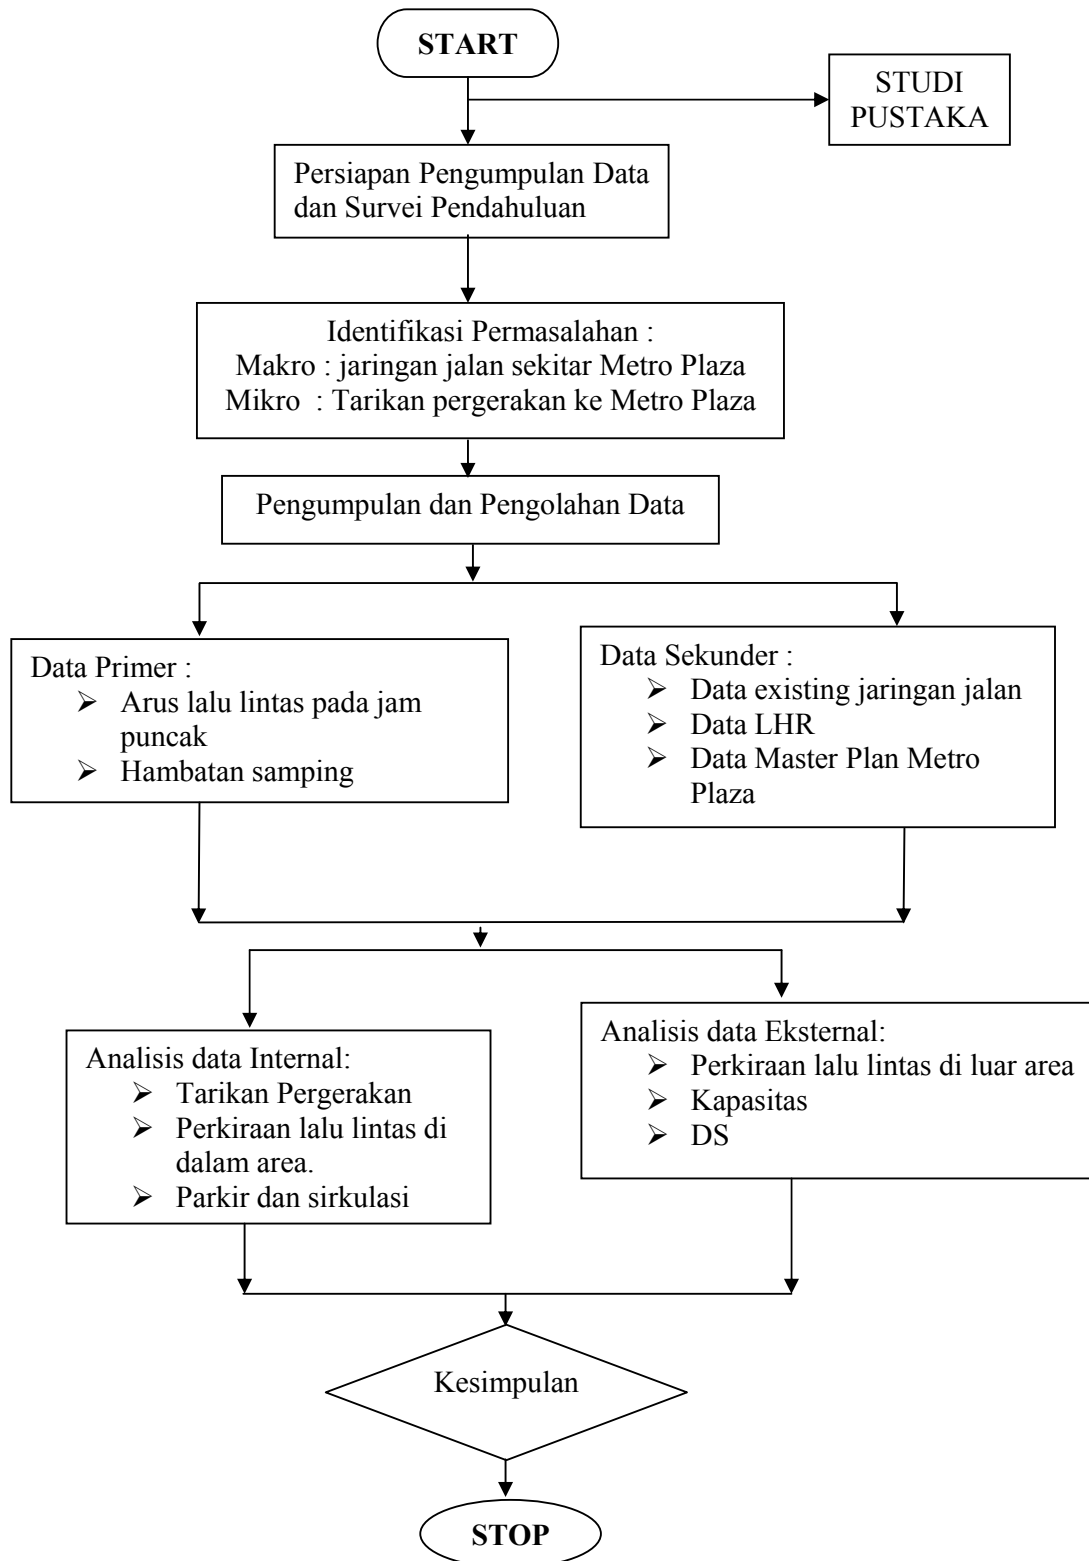 START
STUDI
PUSTAKA
Persiapan Pengumpulan Data
dan Survei Pendahuluan
Identifikasi Permasalahan :
Makro : jaringan jalan sekitar Metro Plaza
Mikro : Tarikan pergerakan ke Metro Plaza
Pengumpulan dan Pengolahan Data
Data Primer :
➢ Arus lalu lintas pada jam
puncak
➢ Hambatan samping
Data Sekunder :
➢ Data existing jaringan jalan
➢ Data LHR
➢ Data Master Plan Metro
Plaza
Analisis data Internal:
➢ Tarikan Pergerakan
➢ Perkiraan lalu lintas di
dalam area.
➢ Parkir dan sirkulasi
Analisis data Eksternal:
➢ Perkiraan lalu lintas di luar area
➢ Kapasitas
➢ DS
Kesimpulan
STOP